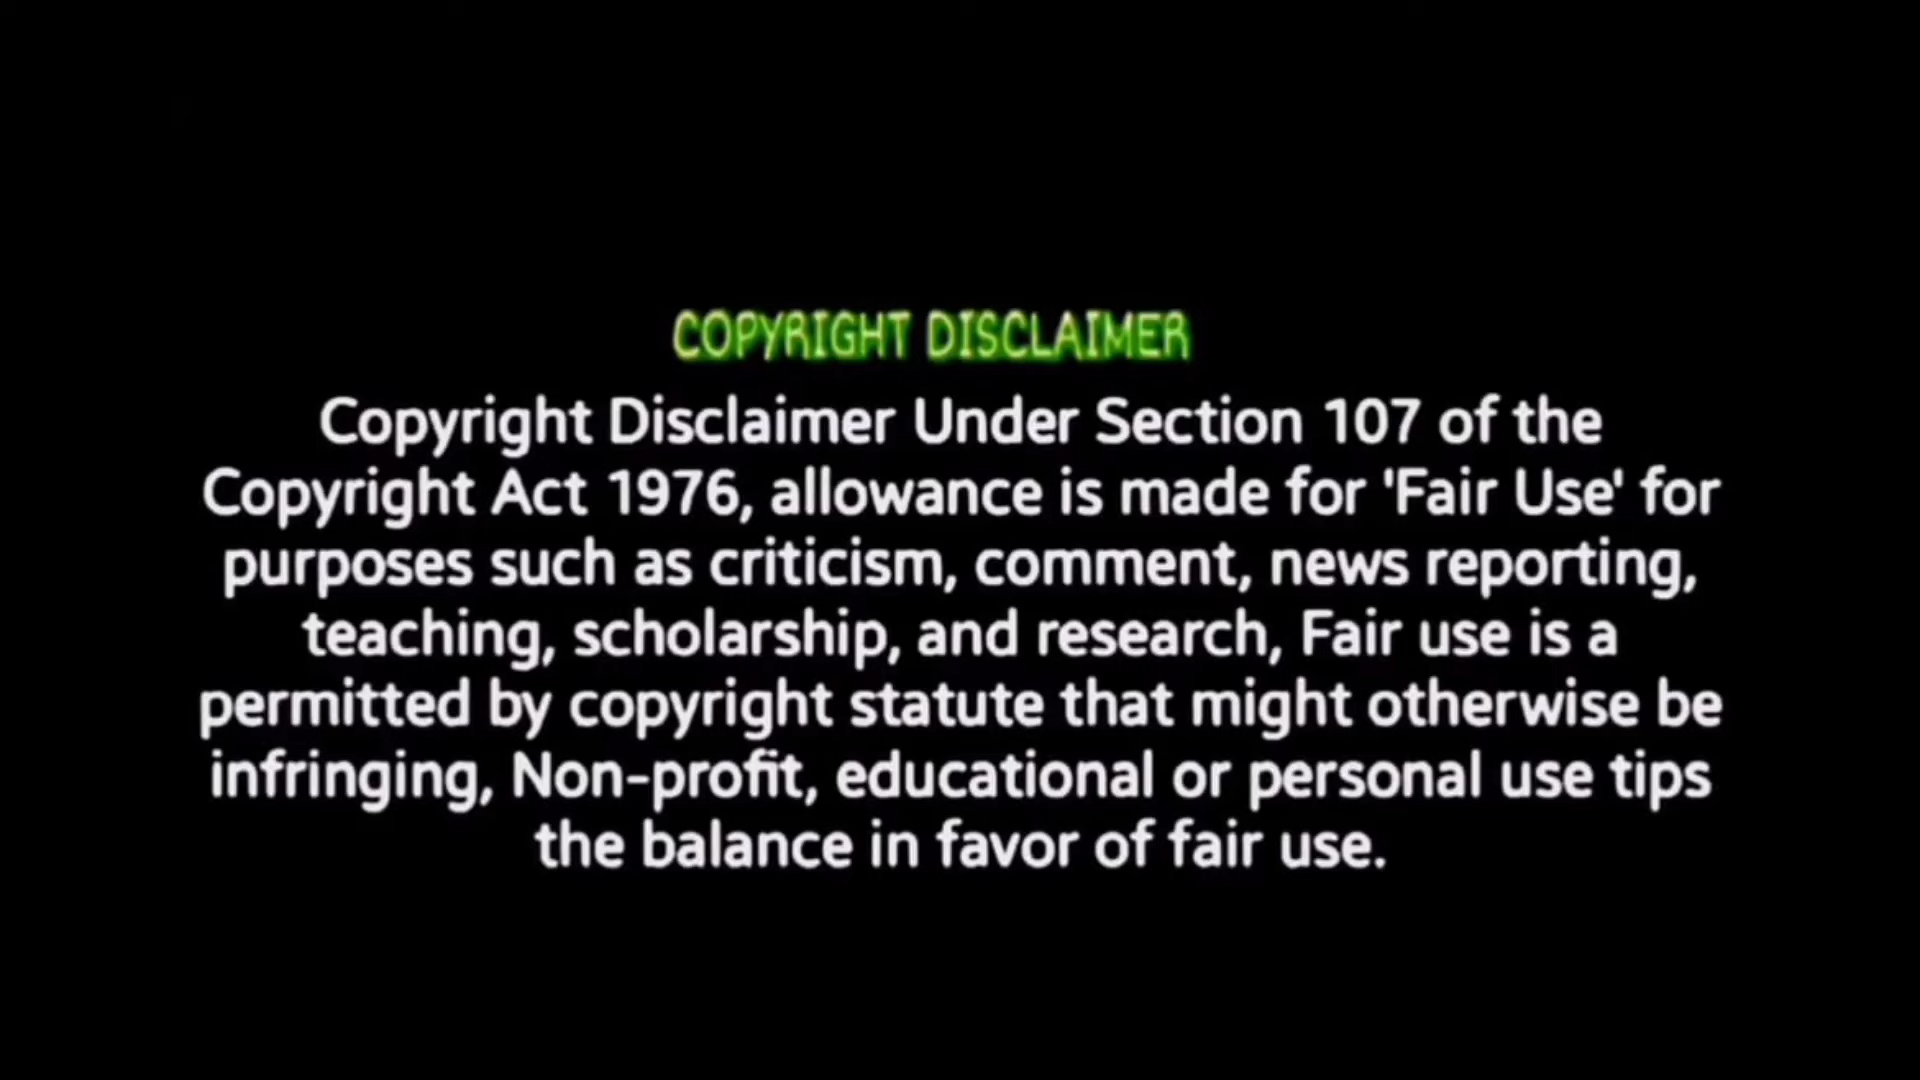 COPYRIGHT DISCLAIMER
Copyright Disclaimer Under Section 107 of the
Copyright Act 1976, allowance is made for 'Fair Use' for
purposes such as criticism, comment, news reporting,
teaching, scholarship, and research, Fair use is a
permitted by copyright statute that might otherwise be
infringing, Non-profit, educational or personal use tips
the balance in favor of fair use.